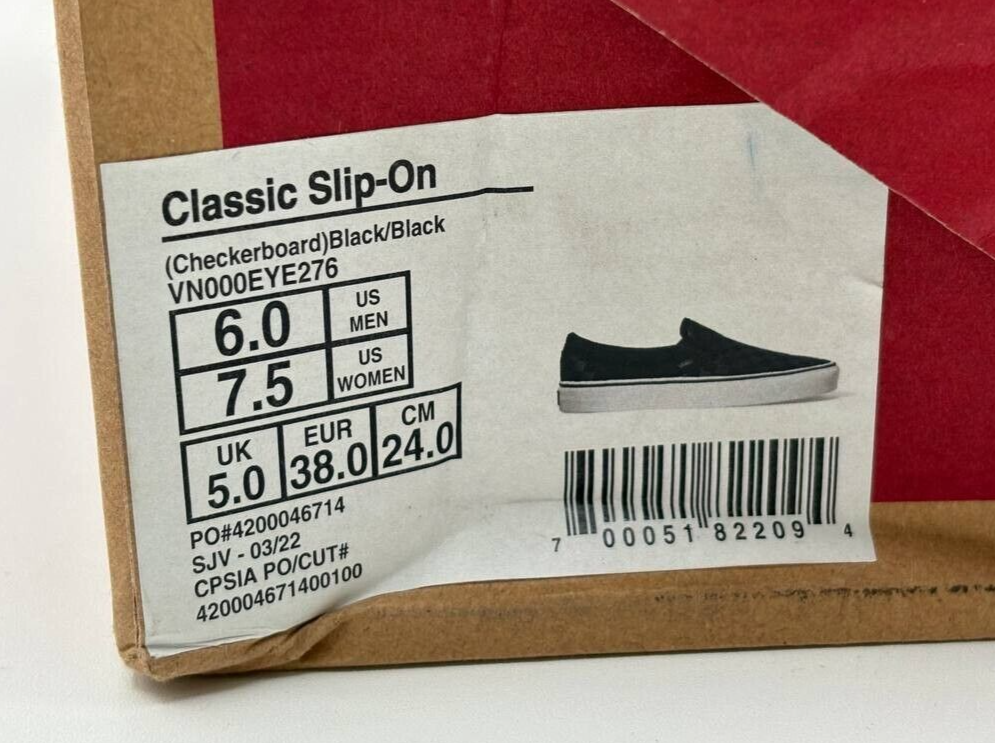 Classic Slip-On
(Checkerboard)Black/Black
VN000EYE276
6.0 US MEN
7.5 US WOMEN
UK EUR CM
5.0 38.0 24.0
PO#4200046714
SJV - 03/22
CPSIA PO/CUT#
420004671400100
7 00051 82209 4